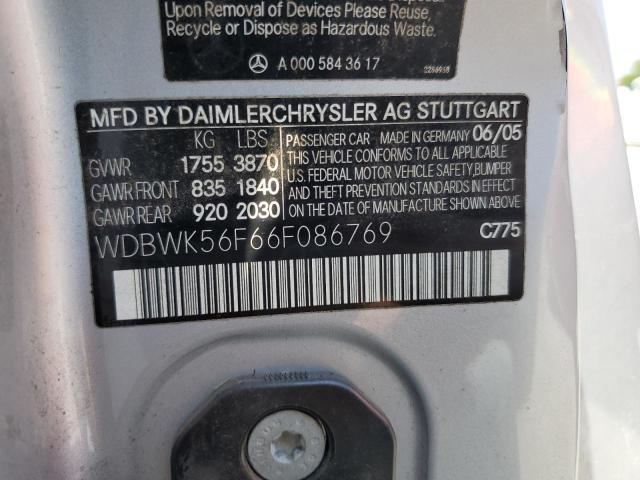 Upon Removal of Devices Please Reuse,
Recycle or Dispose as Hazardous Waste.
A 000 584 36 17
MFD BY DAIMLERCHRYSLER AG STUTTGART
KG LBS
GVWR 1755 3870
GAWR FRONT 835 1840
GAWR REAR 920 2030
PASSENGER CAR MADE IN GERMANY 06/05
THIS VEHICLE CONFORMS TO ALL APPLICABLE
U.S. FEDERAL MOTOR VEHICLE SAFETY, BUMPER
AND THEFT PREVENTION STANDARDS IN EFFECT
ON THE DATE OF MANUFACTURE SHOWN ABOVE
WDBWK56F66F086769
C775